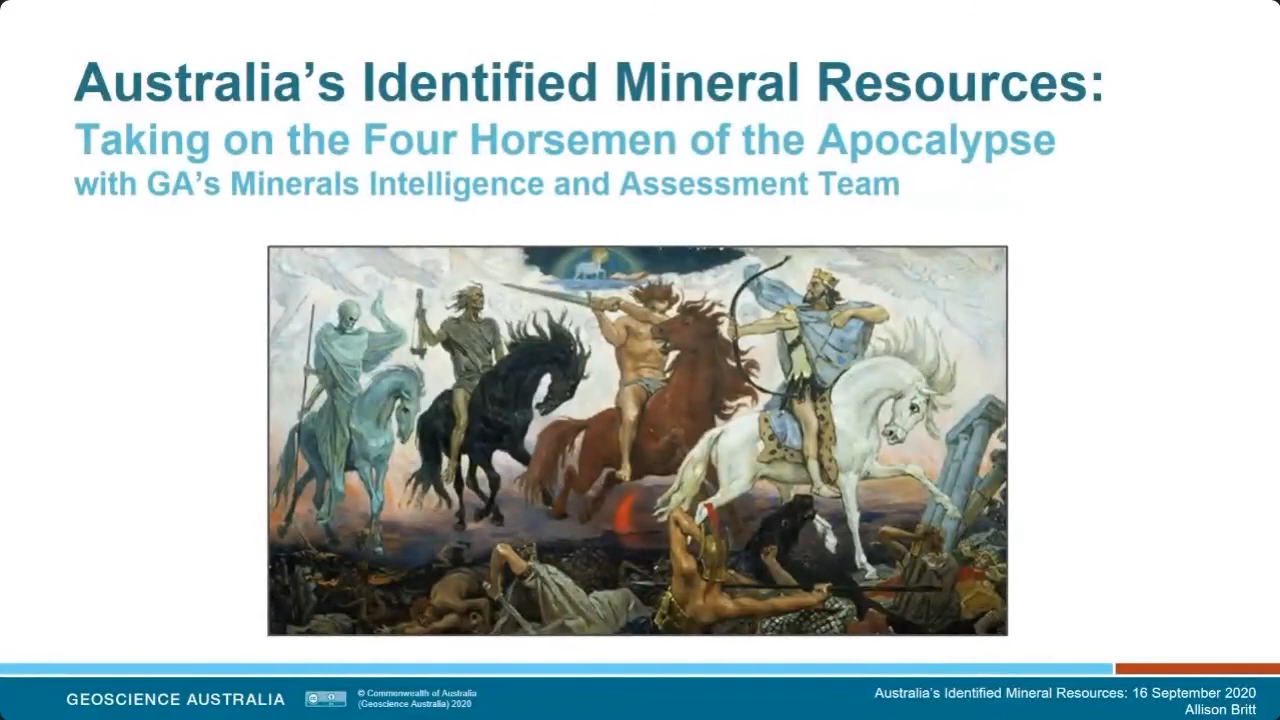 Australia’s Identified Mineral Resources:
Taking on the Four Horsemen of the Apocalypse
with GA’s Minerals Intelligence and Assessment Team
GEOSCIENCE AUSTRALIA
© Commonwealth of Australia
(Geoscience Australia) 2020
Australia’s Identified Mineral Resources: 16 September 2020
Allison Britt